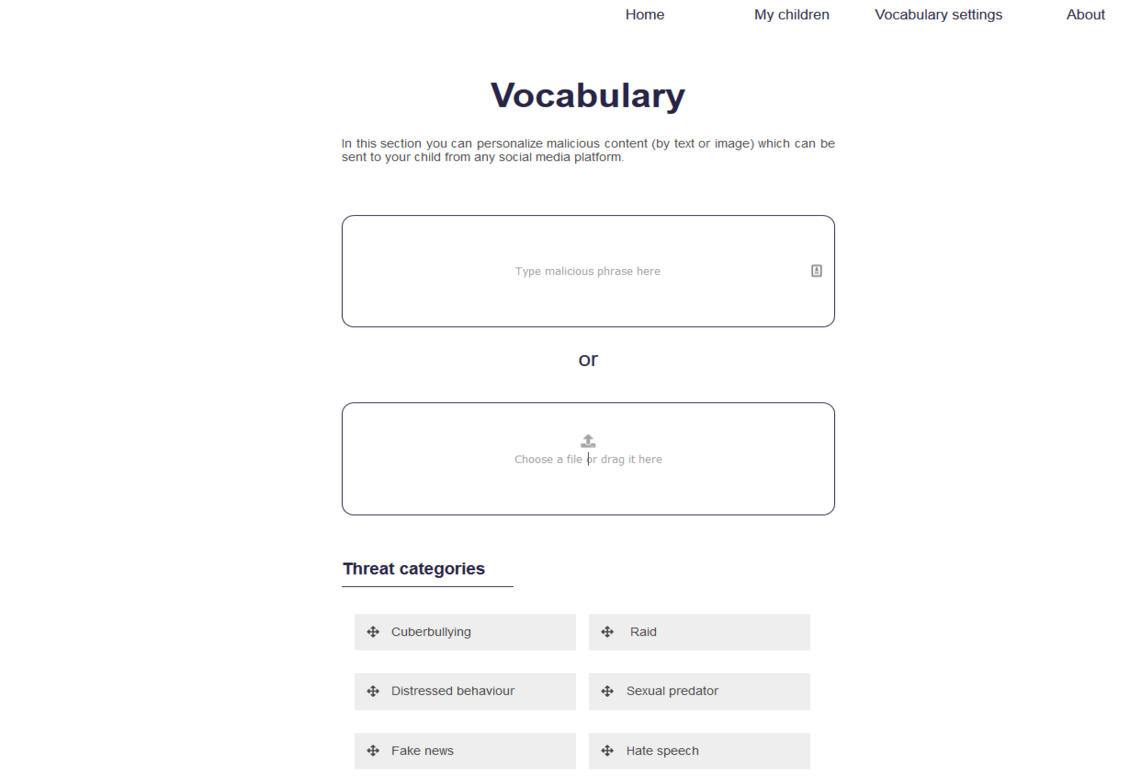 Home My children Vocabulary settings About
Vocabulary
In this section you can personalize malicious content (by text or image) which can be
sent to your child from any social media platform.
Type malicious phrase here
or
Choose a file or drag it here
Threat categories
Cuberbullying Raid
Distressed behaviour Sexual predator
Fake news Hate speech